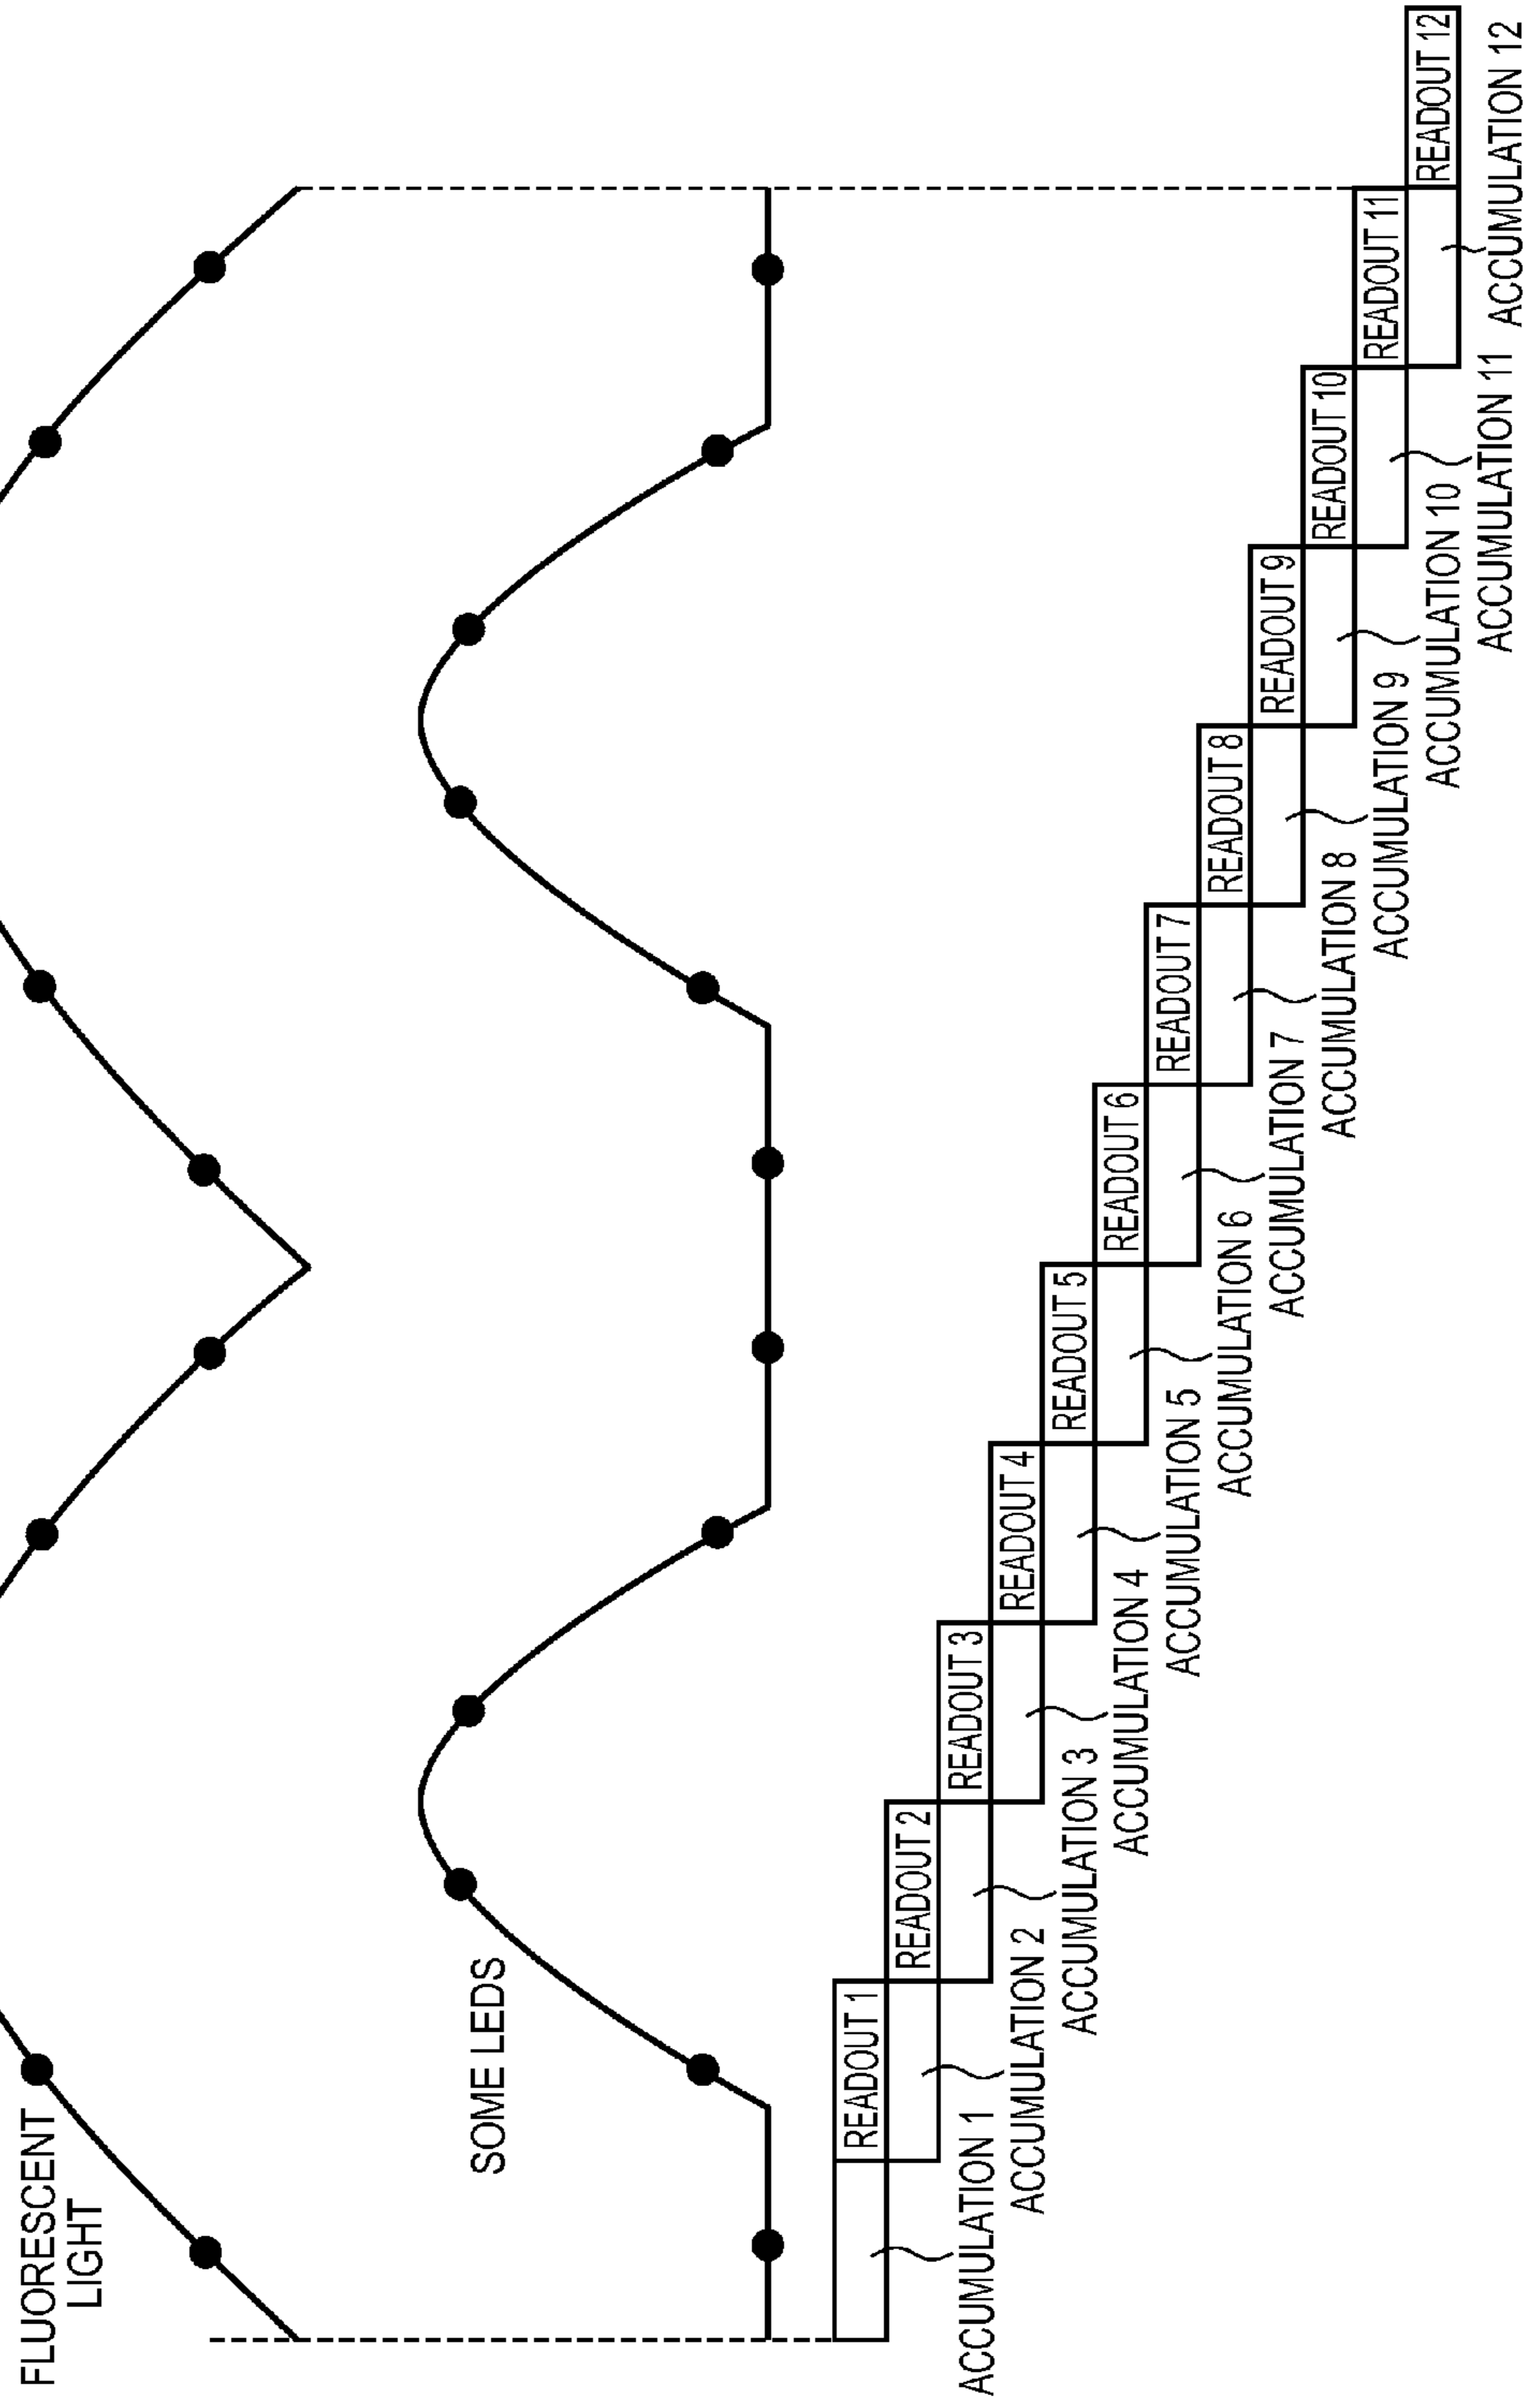 FLUORESCENT
LIGHT
SOME LEDS
READOUT 1
READOUT 2
READOUT 3
READOUT 4
READOUT 5
READOUT 6
READOUT 7
READOUT 8
READOUT 9
READOUT 10
READOUT 11
READOUT 12
ACCUMULATION 1
ACCUMULATION 2
ACCUMULATION 3
ACCUMULATION 4
ACCUMULATION 5
ACCUMULATION 6
ACCUMULATION 7
ACCUMULATION 8
ACCUMULATION 9
ACCUMULATION 10
ACCUMULATION 11
ACCUMULATION 12